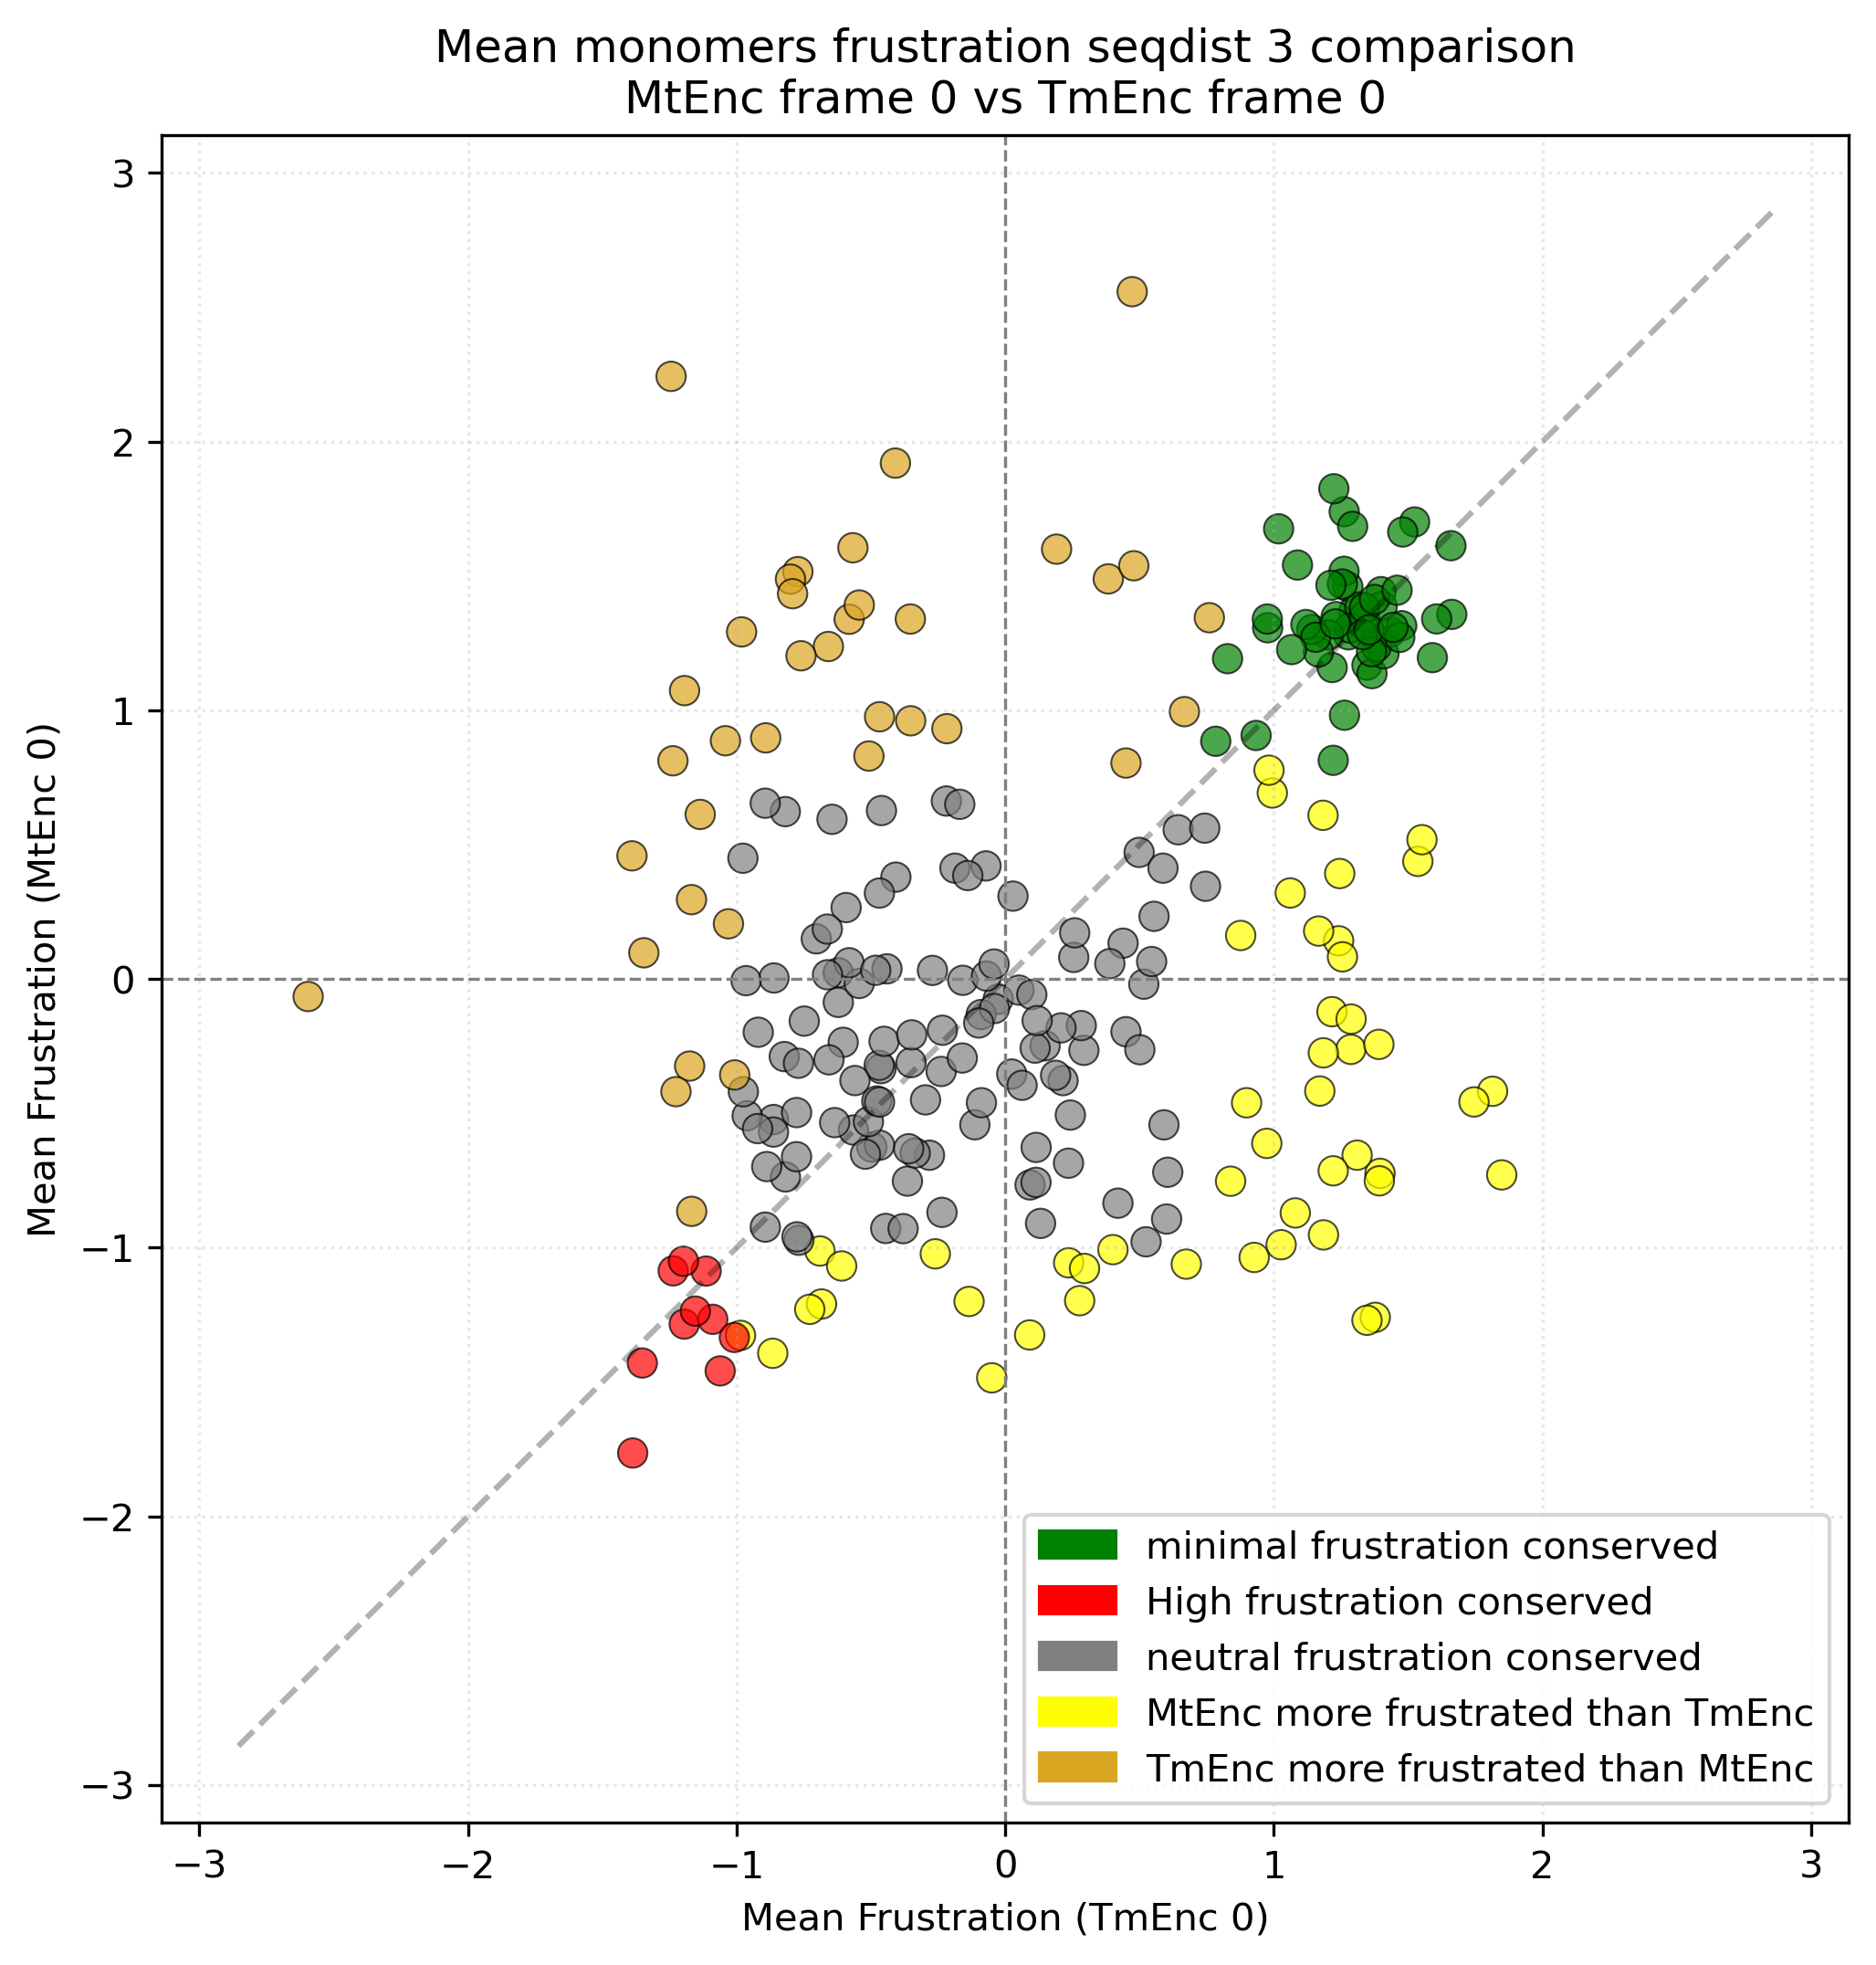 Mean monomers frustration seqdist 3 comparison
MtEnc frame 0 vs TmEnc frame 0
Mean Frustration (MtEnc 0)
3
2
1
0
−1
−2
−3
−3
−2
−1
0
1
2
3
Mean Frustration (TmEnc 0)
minimal frustration conserved
High frustration conserved
neutral frustration conserved
MtEnc more frustrated than TmEnc
TmEnc more frustrated than MtEnc